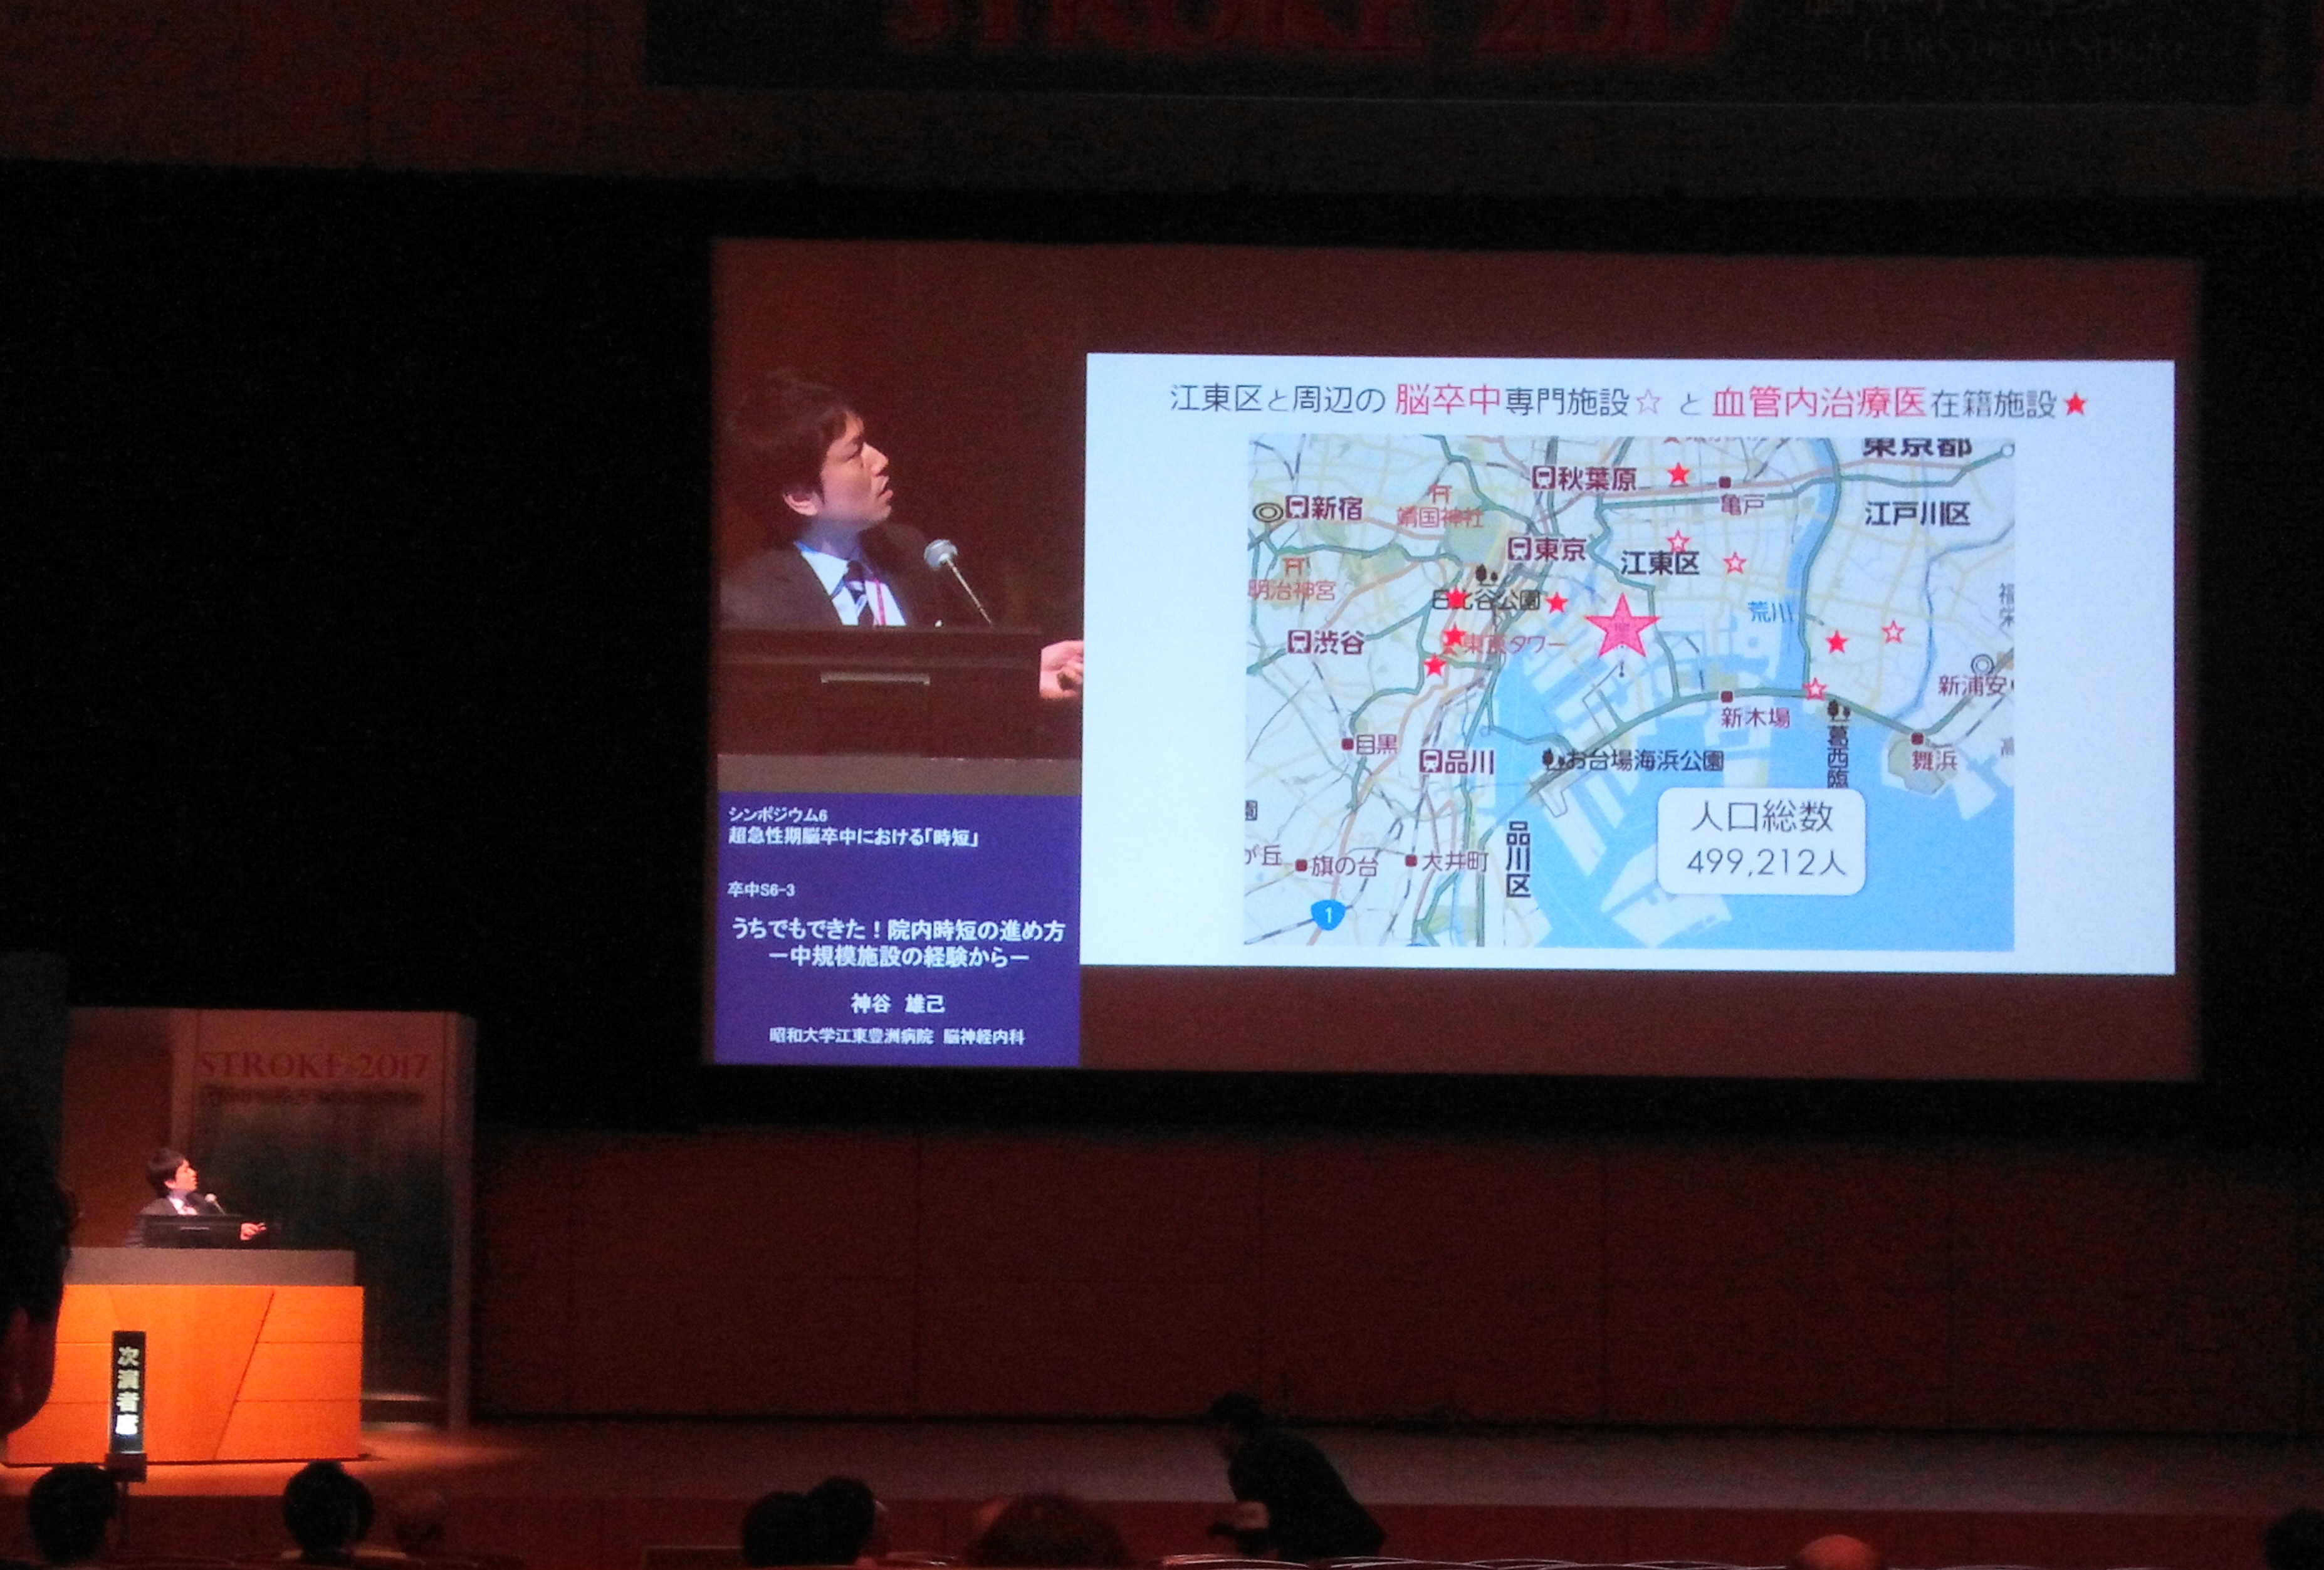 STROKE 2017
江東区と周辺の 脳卒中専門施設☆ と 血管内治療医在籍施設★
東京都
秋葉原
亀戸
新宿
靖国神社
江戸川区
東京
江東区
明治神宮
日比谷公園
荒川
渋谷
東京タワー
新浦安
新木場
目黒
品川
お台場海浜公園
葛西臨
舞浜
人口総数
499,212人
品川区
が丘
旗の台
大井町
1
シンポジウム6
超急性期脳卒中における「時短」
卒中S6-3
うちでもできた！院内時短の進め方
ー中規模施設の経験からー
神谷 雄己
昭和大学江東豊洲病院 脳神経内科
STROKE 2017
次演者席